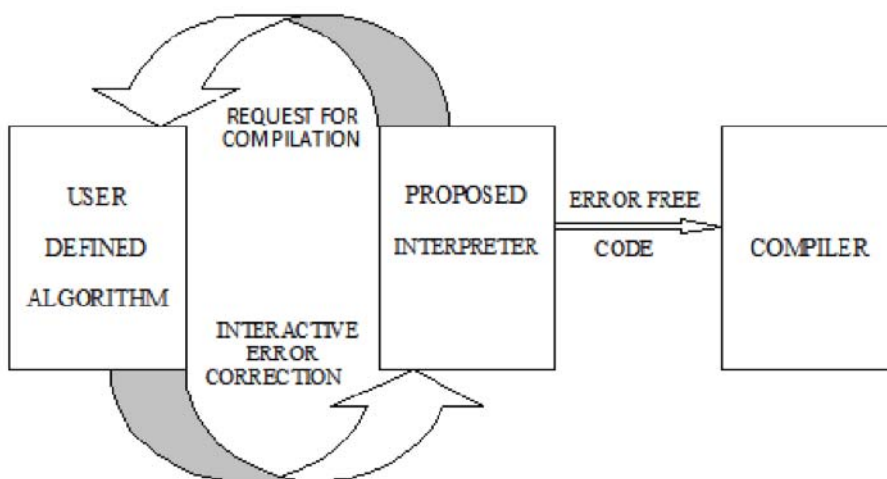 REQUEST FOR
COMPILATION
USER
DEFINED
ALGORITHM
PROPOSED
INTERPRETER
ERROR FREE
CODE
COMPILER
INTERACTIVE
ERROR
CORRECTION